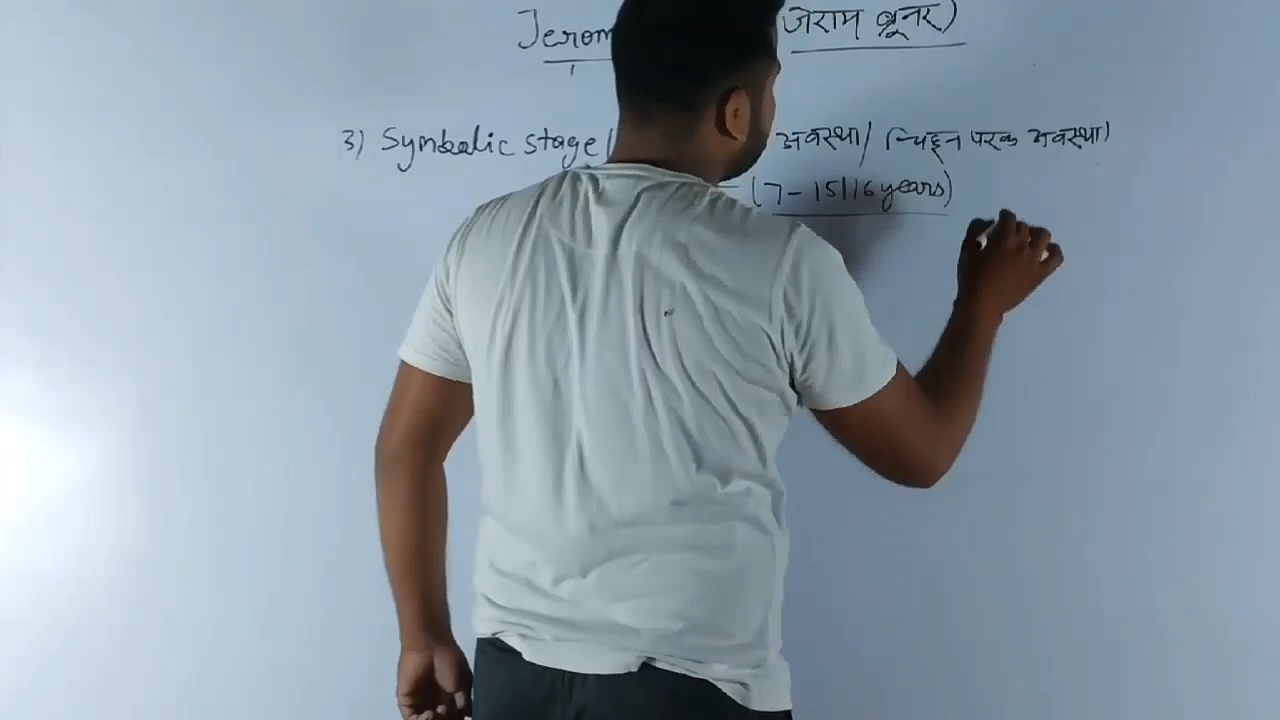 Jerom जेराम ब्रूनर)
3) Symbolic stage/ अवस्था/ चिह्न परक अवस्था)
(7-15/16 years)